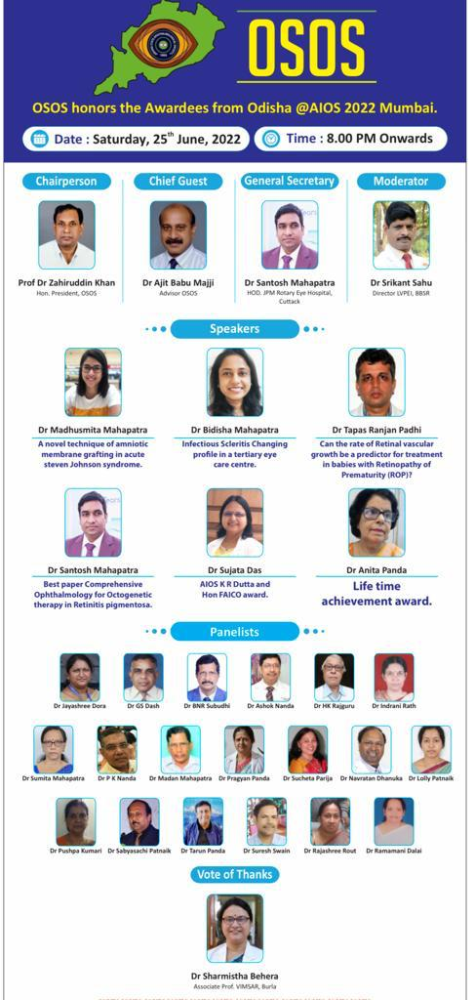 OSOS
OSOS honors the Awardees from Odisha @AIOS 2022 Mumbai.
Date : Saturday, 25th June, 2022
Time : 8.00 PM Onwards
Chairperson
Chief Guest
General Secretary
Moderator
Prof Dr Zahiruddin Khan
Hon. President, OSOS
Dr Ajit Babu Majji
Advisor OSOS
Dr Santosh Mahapatra
HOD. JPM Rotary Eye Hospital,
Cuttack
Dr Srikant Sahu
Director LVPEI, BBSR
Speakers
Dr Madhusmita Mahapatra
A novel technique of amniotic
membrane grafting in acute
steven Johnson syndrome.
Dr Bidisha Mahapatra
Infectious Scleritis Changing
profile in a tertiary eye
care centre.
Dr Tapas Ranjan Padhi
Can the rate of Retinal vascular
growth be a predictor for treatment
in babies with Retinopathy of
Prematurity (ROP)?
Dr Santosh Mahapatra
Best paper Comprehensive
Ophthalmology for Octogenetic
therapy in Retinitis pigmentosa.
Dr Sujata Das
AIOS K R Dutta and
Hon FAICO award.
Dr Anita Panda
Life time
achievement award.
Panelists
Dr Jayashree Dora
Dr GS Dash
Dr BNR Subudhi
Dr Ashok Nanda
Dr HK Rajguru
Dr Indrani Rath
Dr Sumita Mahapatra
Dr P K Nanda
Dr Madan Mahapatra
Dr Pragyan Panda
Dr Sucheta Parija
Dr Navratan Dhanuka
Dr Lolly Patnaik
Dr Pushpa Kumari
Dr Sabyasachi Patnaik
Dr Tarun Panda
Dr Suresh Swain
Dr Rajashree Rout
Dr Ramamani Dalai
Vote of Thanks
Dr Sharmistha Behera
Associate Prof. VIMSAR, Burla